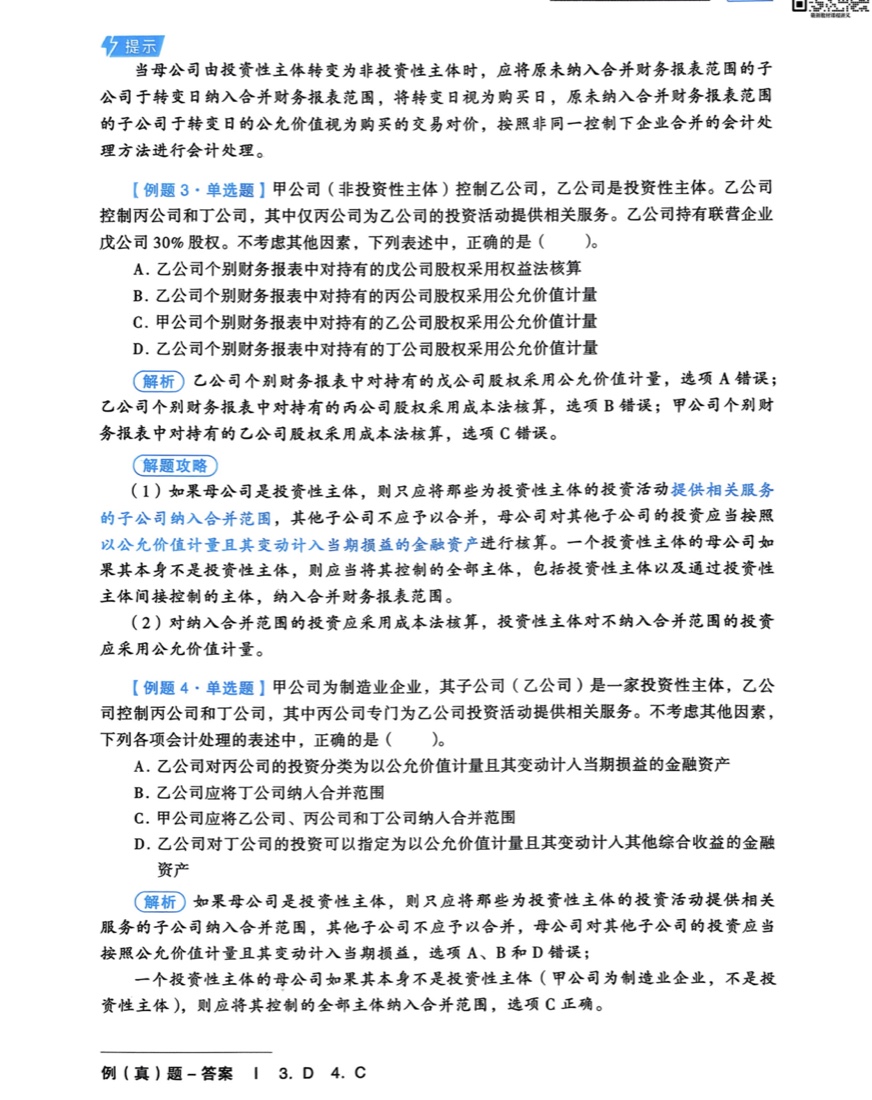 提示
当母公司由投资性主体转变为非投资性主体时，应将原未纳入合并财务报表范围的子
公司于转变日纳入合并财务报表范围，将转变日视为购买日，原未纳入合并财务报表范围
的子公司于转变日的公允价值视为购买的交易对价，按照非同一控制下企业合并的会计处
理方法进行会计处理。
【例题 3·单选题】甲公司（非投资性主体）控制乙公司，乙公司是投资性主体。乙公司
控制丙公司和丁公司，其中仅丙公司为乙公司的投资活动提供相关服务。乙公司持有联营企业
戊公司 30% 股权。不考虑其他因素，下列表述中，正确的是（　　）。
A. 乙公司个别财务报表中对持有的戊公司股权采用权益法核算
B. 乙公司个别财务报表中对持有的丙公司股权采用公允价值计量
C. 甲公司个别财务报表中对持有的乙公司股权采用公允价值计量
D. 乙公司个别财务报表中对持有的丁公司股权采用公允价值计量
解析 乙公司个别财务报表中对持有的戊公司股权采用公允价值计量，选项 A 错误；
乙公司个别财务报表中对持有的丙公司股权采用成本法核算，选项 B 错误；甲公司个别财
务报表中对持有的乙公司股权采用成本法核算，选项 C 错误。
解题攻略
（1）如果母公司是投资性主体，则只应将那些为投资性主体的投资活动提供相关服务
的子公司纳入合并范围，其他子公司不应予以合并，母公司对其他子公司的投资应当按照
以公允价值计量且其变动计入当期损益的金融资产进行核算。一个投资性主体的母公司如
果其本身不是投资性主体，则应当将其控制的全部主体，包括投资性主体以及通过投资性
主体间接控制的主体，纳入合并财务报表范围。
（2）对纳入合并范围的投资应采用成本法核算，投资性主体对不纳入合并范围的投资
应采用公允价值计量。
【例题 4·单选题】甲公司为制造业企业，其子公司（乙公司）是一家投资性主体，乙公
司控制丙公司和丁公司，其中丙公司专门为乙公司投资活动提供相关服务。不考虑其他因素，
下列各项会计处理的表述中，正确的是（　　）。
A. 乙公司对丙公司的投资分类为以公允价值计量且其变动计入当期损益的金融资产
B. 乙公司应将丁公司纳入合并范围
C. 甲公司应将乙公司、丙公司和丁公司纳入合并范围
D. 乙公司对丁公司的投资可以指定为以公允价值计量且其变动计入其他综合收益的金融
资产
解析 如果母公司是投资性主体，则只应将那些为投资性主体的投资活动提供相关
服务的子公司纳入合并范围，其他子公司不应予以合并，母公司对其他子公司的投资应当
按照公允价值计量且其变动计入当期损益，选项 A、B 和 D 错误；
一个投资性主体的母公司如果其本身不是投资性主体（甲公司为制造业企业，不是投
资性主体），则应将其控制的全部主体纳入合并范围，选项 C 正确。
例（真）题–答案 | 3. D 4. C